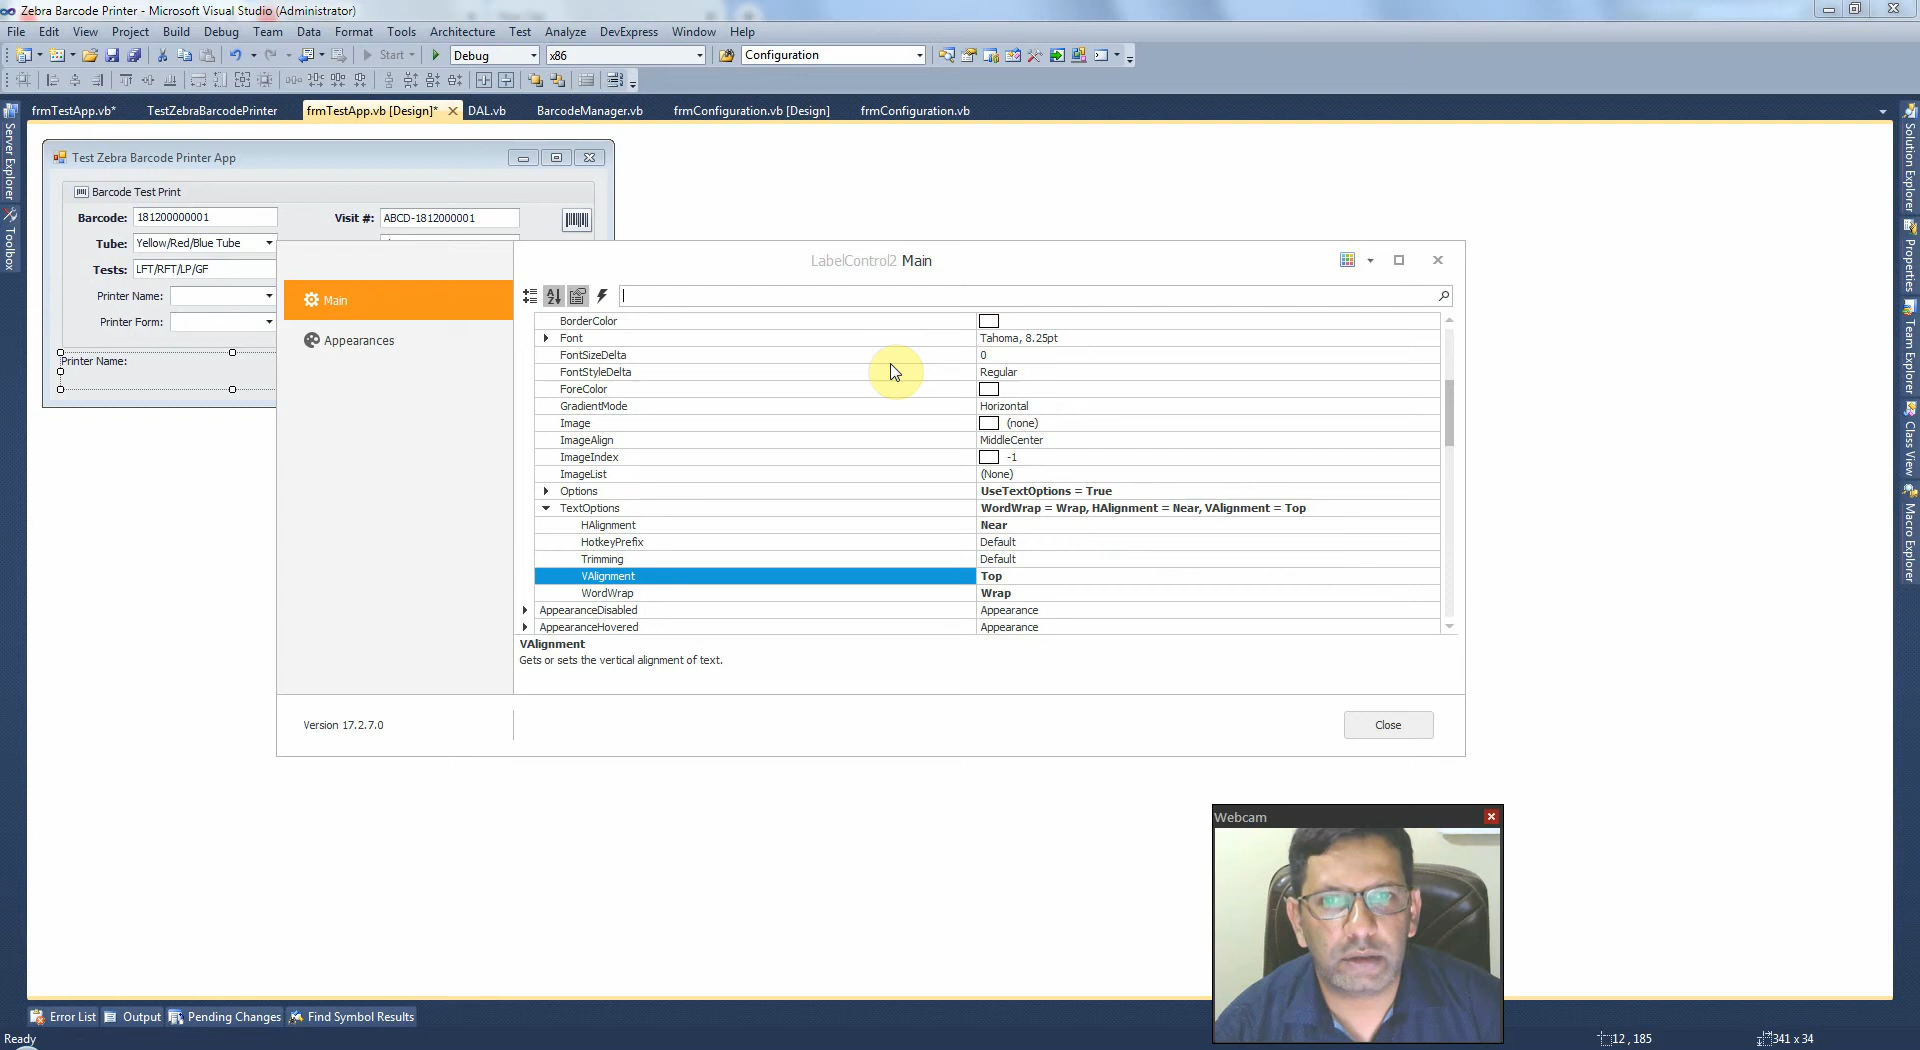 Zebra Barcode Printer - Microsoft Visual Studio (Administrator)
File Edit View Project Build Debug Team Data Format Tools Architecture Test Analyze DevExpress Window Help
Start Debug x86 Configuration
frmTestApp.vb* TestZebraBarcodePrinter frmTestApp.vb [Design]* DAL.vb BarcodeManager.vb frmConfiguration.vb [Design] frmConfiguration.vb
Server Explorer
Toolbox
Test Zebra Barcode Printer App
Barcode Test Print
Barcode: 181200000001 Visit #: ABCD-1812000001
Tube: Yellow/Red/Blue Tube
Tests: LFT/RFT/LP/GF
Printer Name:
Printer Form:
Printer Name:
LabelControl2 Main
Main
Appearances
BorderColor
Font Tahoma, 8.25pt
FontSizeDelta 0
FontStyleDelta Regular
ForeColor
GradientMode Horizontal
Image (none)
ImageAlign MiddleCenter
ImageIndex -1
ImageList (None)
Options UseTextOptions = True
TextOptions WordWrap = Wrap, HAlignment = Near, VAlignment = Top
HAlignment Near
HotkeyPrefix Default
Trimming Default
VAlignment Top
WordWrap Wrap
AppearanceDisabled Appearance
AppearanceHovered Appearance
VAlignment
Gets or sets the vertical alignment of text.
Version 17.2.7.0
Close
Solution Explorer
Properties
Team Explorer
Class View
Macro Explorer
Webcam
Error List Output Pending Changes Find Symbol Results
Ready 12 , 185 341 x 34